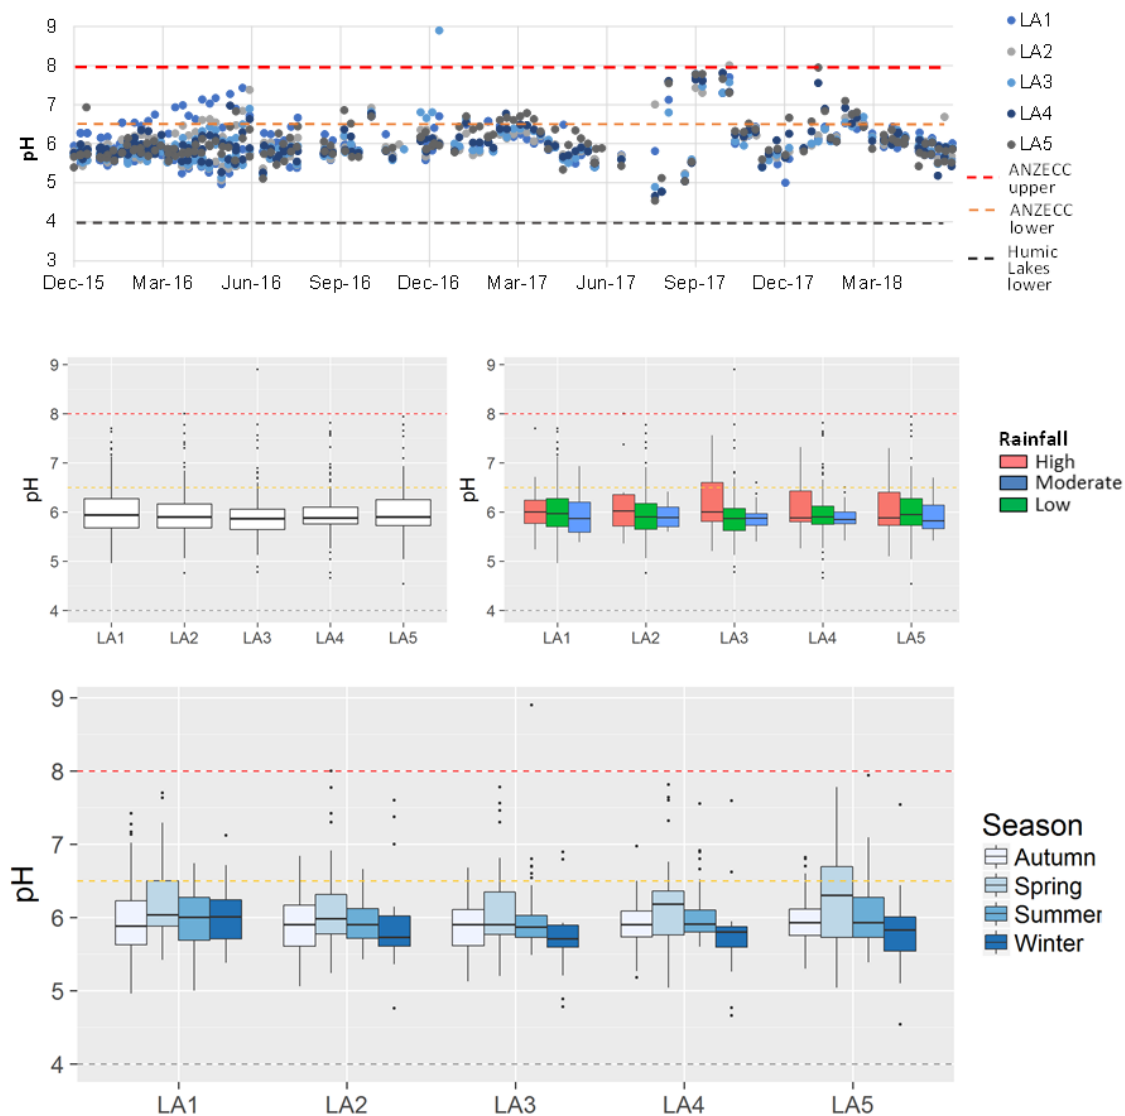 9
8
7
6
5
4
3
pH
Dec-15 Mar-16 Jun-16 Sep-16 Dec-16 Mar-17 Jun-17 Sep-17 Dec-17 Mar-18
LA1
LA2
LA3
LA4
LA5
ANZECC
upper
ANZECC
lower
Humic
Lakes
lower
9
8
7
6
5
4
pH
LA1 LA2 LA3 LA4 LA5
9
8
7
6
5
4
pH
LA1 LA2 LA3 LA4 LA5
Rainfall
High
Moderate
Low
9
8
7
6
5
4
pH
LA1 LA2 LA3 LA4 LA5
Season
Autumn
Spring
Summer
Winter